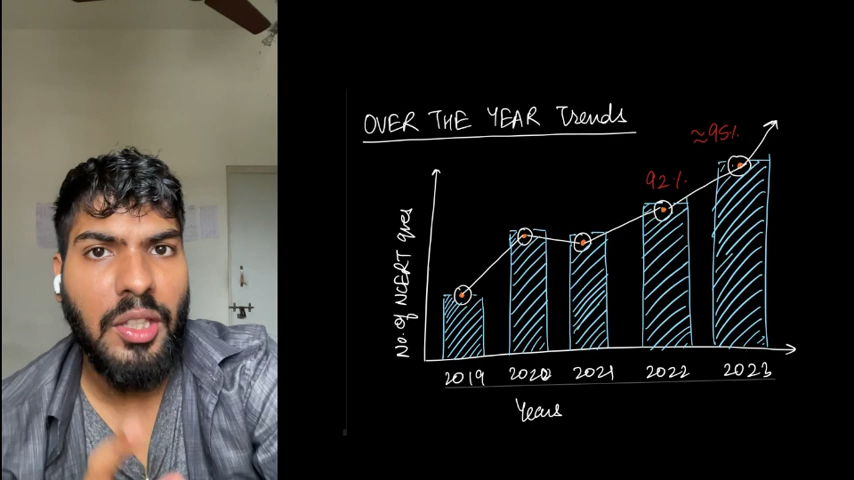 OVER THE YEAR Trends
≈95%
92%
No. of NCERT ques
2019 2020 2021 2022 2023
Years